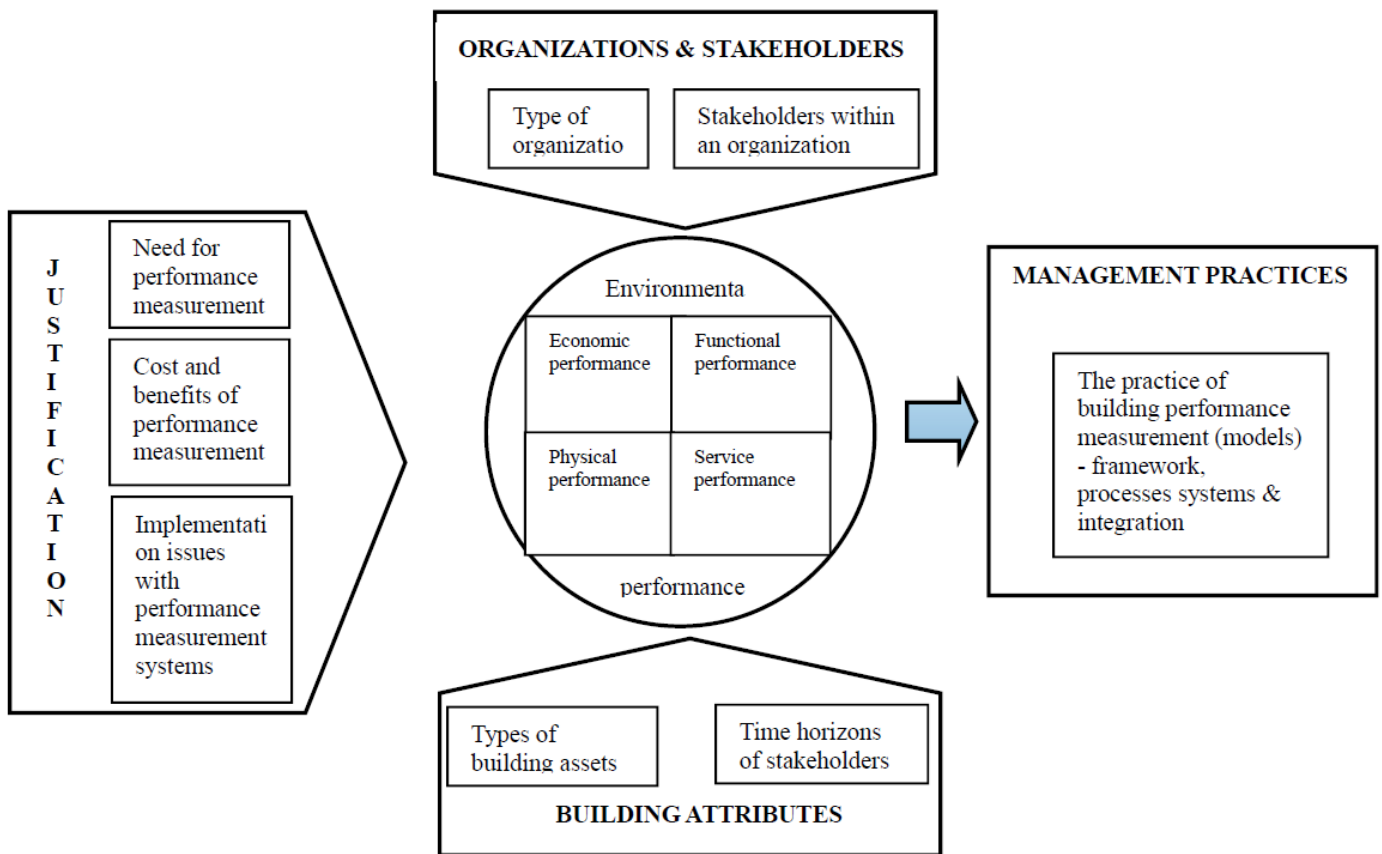 ORGANIZATIONS & STAKEHOLDERS
Type of
organizatio
Stakeholders within
an organization
JUSTIFICATION
Need for
performance
measurement
Cost and
benefits of
performance
measurement
Implementati
on issues
with
performance
measurement
systems
Environmenta
Economic
performance
Functional
performance
Physical
performance
Service
performance
performance
MANAGEMENT PRACTICES
The practice of
building performance
measurement (models)
- framework,
processes systems &
integration
Types of
building assets
Time horizons
of stakeholders
BUILDING ATTRIBUTES